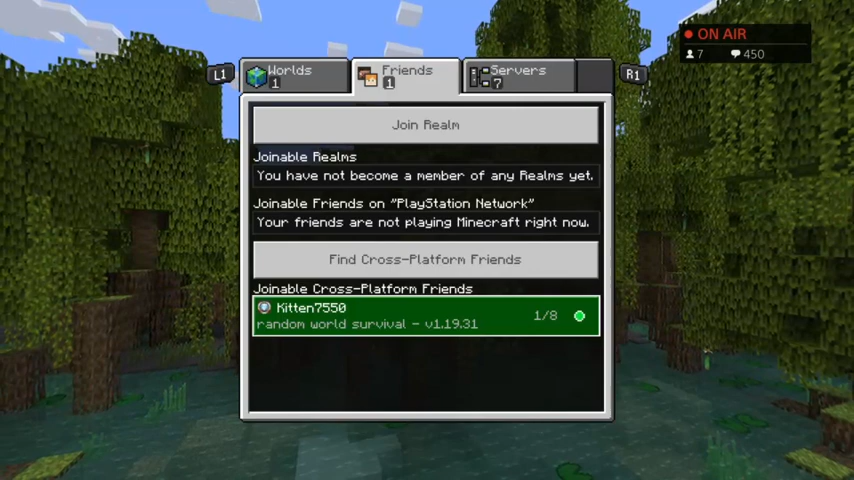 ON AIR
7 450
L1 Worlds 1 Friends 1 Servers 7 R1
Join Realm
Joinable Realms
You have not become a member of any Realms yet.
Joinable Friends on "PlayStation Network"
Your friends are not playing Minecraft right now.
Find Cross-Platform Friends
Joinable Cross-Platform Friends
Kitten7550
random world survival - v1.19.31 1/8